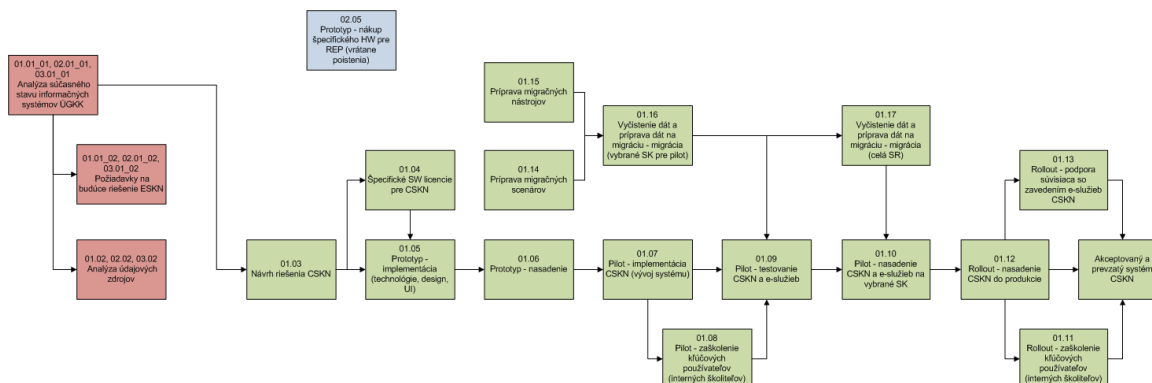 02.05
Prototyp - nákup
špecifického HW pre
REP (vrátane
poistenia)
01.01_01, 02.01_01,
03.01_01
Analýza súčasného
stavu informačných
systémov ÚGKK
01.15
Príprava migračných
nástrojov
01.16
Vyčistenie dát a
príprava dát na
migráciu - migrácia
(vybrané SK pre pilot)
01.17
Vyčistenie dát a
príprava dát na
migráciu - migrácia
(celá SR)
01.01_02, 02.01_02,
03.01_02
Požiadavky na
budúce riešenie ESKN
01.04
Špecifické SW licencie
pre CSKN
01.14
Príprava migračných
scenárov
01.13
Rollout - podpora
súvisiaca so
zavedením e-služieb
CSKN
01.02, 02.02, 03.02
Analýza údajových
zdrojov
01.03
Návrh riešenia CSKN
01.05
Prototyp -
implementácia
(technológie, design,
UI)
01.06
Prototyp - nasadenie
01.07
Pilot - implementácia
CSKN (vývoj systému)
01.09
Pilot - testovanie
CSKN a e-služieb
01.10
Pilot - nasadenie
CSKN a e-služieb na
vybrané SK
01.12
Rollout - nasadenie
CSKN do produkcie
Akceptovaný a
prevzatý systém
CSKN
01.08
Pilot - zaškolenie
kľúčových
používateľov
(interných školiteľov)
01.11
Rollout - zaškolenie
kľúčových
používateľov
(interných školiteľov)